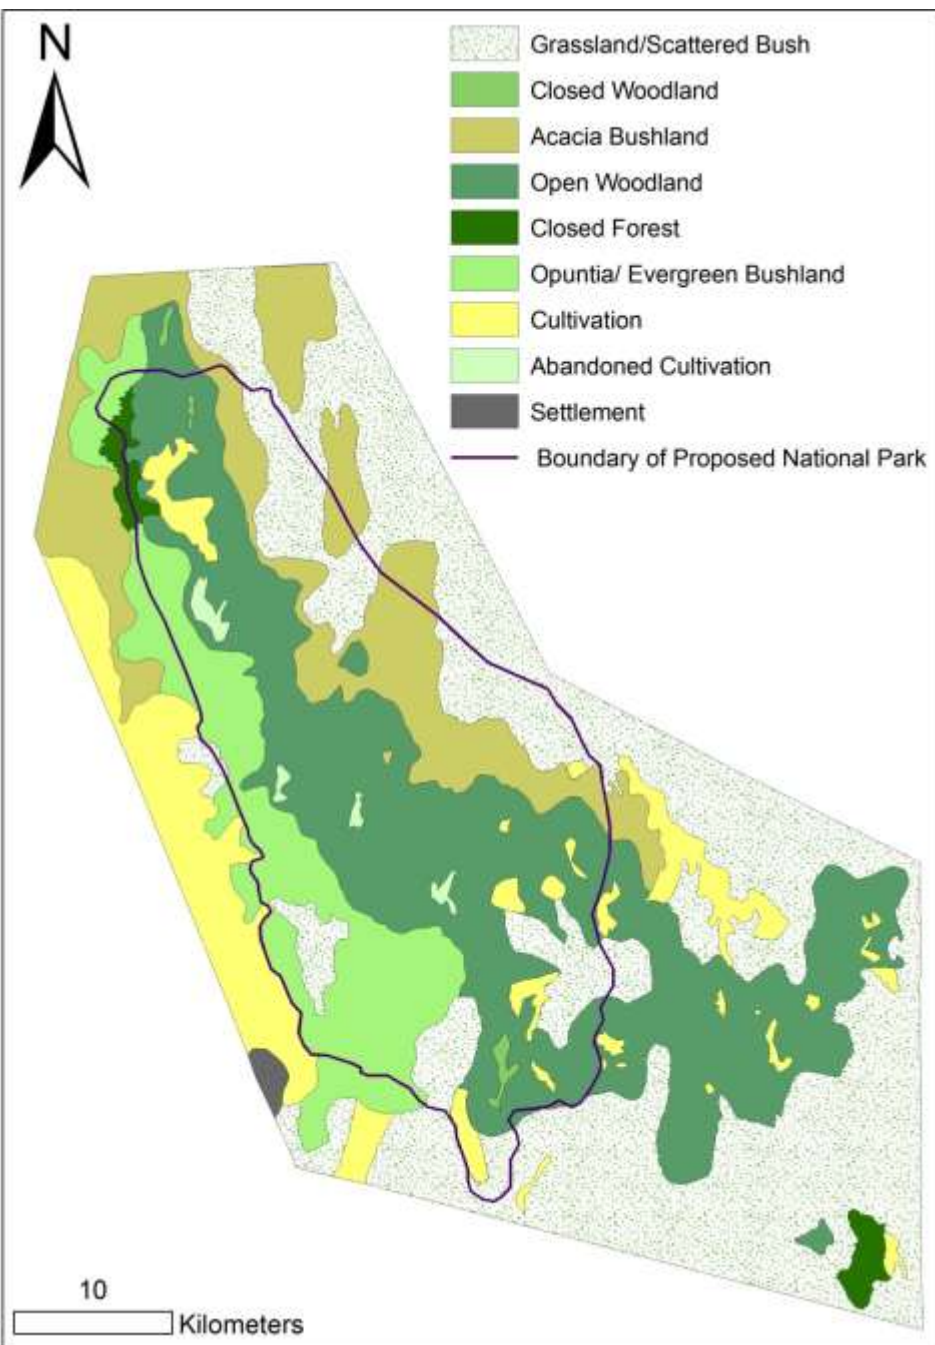 N
Grassland/Scattered Bush
Closed Woodland
Acacia Bushland
Open Woodland
Closed Forest
Opuntia/ Evergreen Bushland
Cultivation
Abandoned Cultivation
Settlement
Boundary of Proposed National Park
10
Kilometers